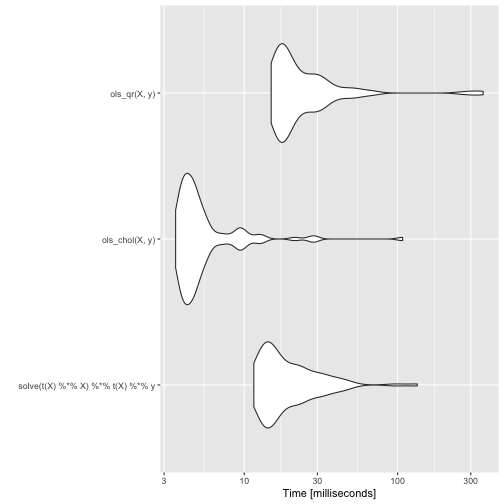 ols_qr(X, y)
ols_chol(X, y)
solve(t(X) %*% X) %*% t(X) %*% y
3 10 30 100 300
Time [milliseconds]